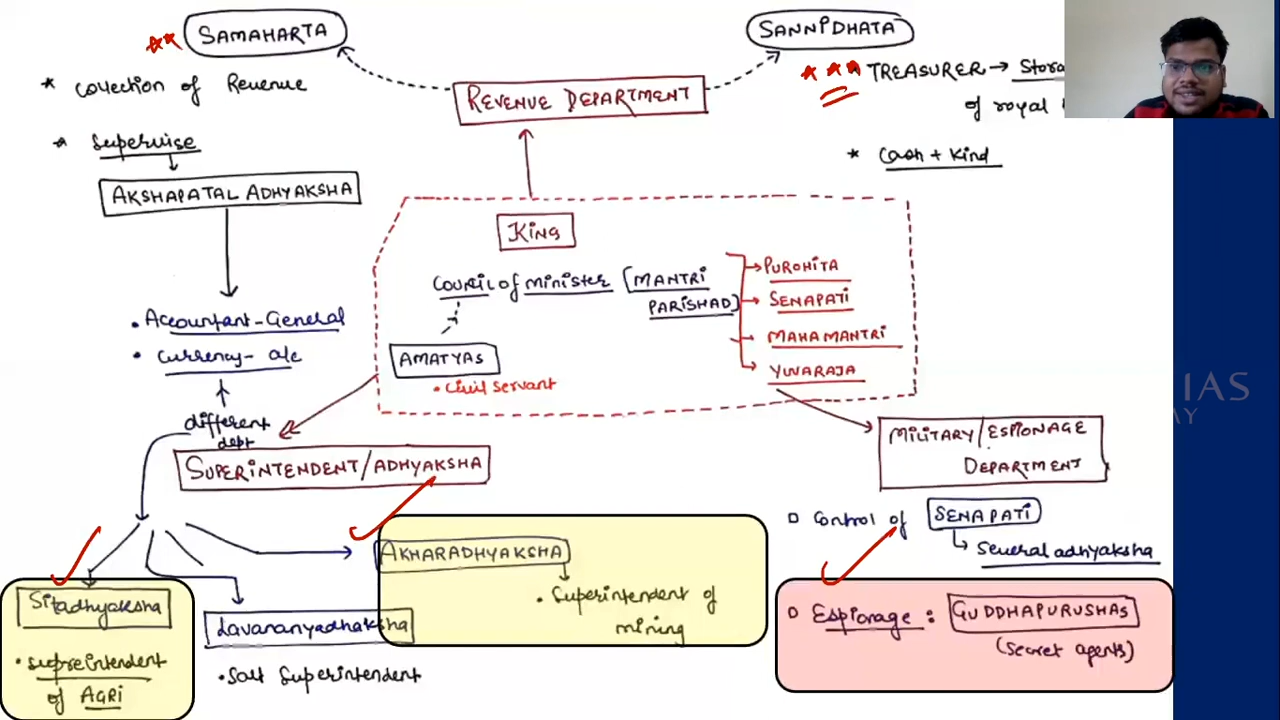 SAMAHARTA
* Collection of Revenue
* Supervise
AKSHAPATAL ADHYAKSHA
• Accountant-General
• Currency- a/c
different
dept
REVENUE DEPARTMENT
SANNIDHATA
TREASURER → Stora
of royal
* Cash + Kind
KING
Council of minister [MANTRI
PARISHAD]
PUROHITA
SENAPATI
MAHAMANTRI
YUVARAJA
AMATYAS
• Civil Servant
SUPERINTENDENT/ADHYAKSHA
MILITARY/ESPIONAGE
DEPARTMENT
Control of SENAPATI
Several adhyaksha
Sitadhyaksha
• Supreintendent
of AGRI
Lavananyadhaksha
• Salt Superintendent
AKHARADHYAKSHA
• Superintendent of
mining
Espionage : GUDDHAPURUSHAS
(Secret agents)
IAS